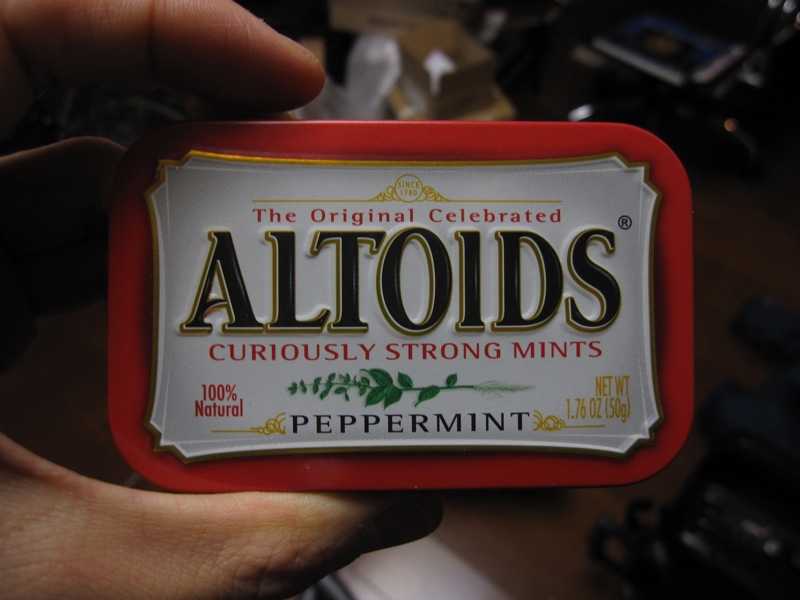 SINCE
1780
The Original Celebrated
ALTOIDS®
CURIOUSLY STRONG MINTS
100%
Natural
NET WT
1.76 OZ (50g)
PEPPERMINT